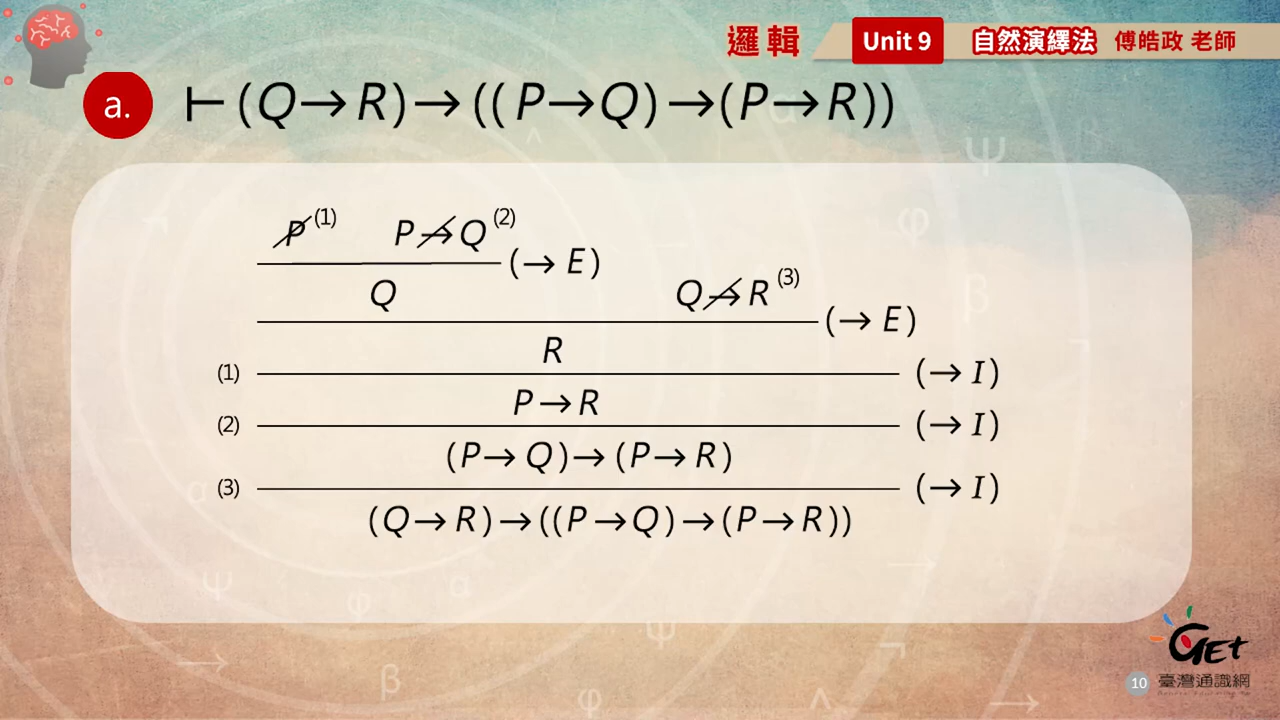 邏輯 Unit 9 自然演繹法 傅皓政 老師
a. ⊢(Q→R)→((P→Q)→(P→R))
P (1) P→Q (2)
(→ E)
Q Q→R (3)
(→ E)
R
(1) (→ I)
P→R
(2) (→ I)
(P→Q)→(P→R)
(3) (→ I)
(Q→R)→((P→Q)→(P→R))
GET
10 臺灣通識網